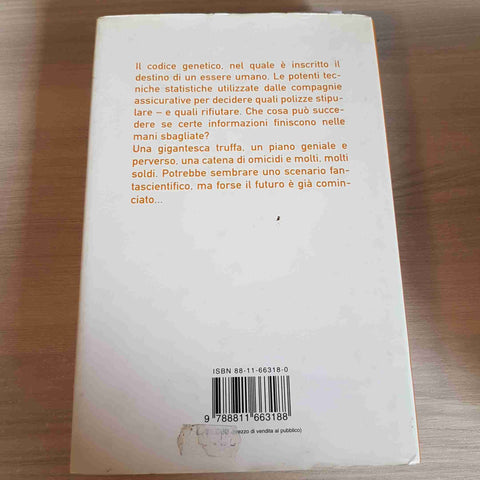 Il codice genetico, nel quale è inscritto il
destino di un essere umano. Le potenti tec-
niche statistiche utilizzate dalle compagnie
assicurative per decidere quali polizze stipu-
lare – e quali rifiutare. Che cosa può succe-
dere se certe informazioni finiscono nelle
mani sbagliate?
Una gigantesca truffa, un piano geniale e
perverso, una catena di omicidi e molti, molti
soldi. Potrebbe sembrare uno scenario fan-
tascientifico, ma forse il futuro è già comin-
ciato...
ISBN 88-11-66318-0
9 788811 663188
(prezzo di vendita al pubblico)